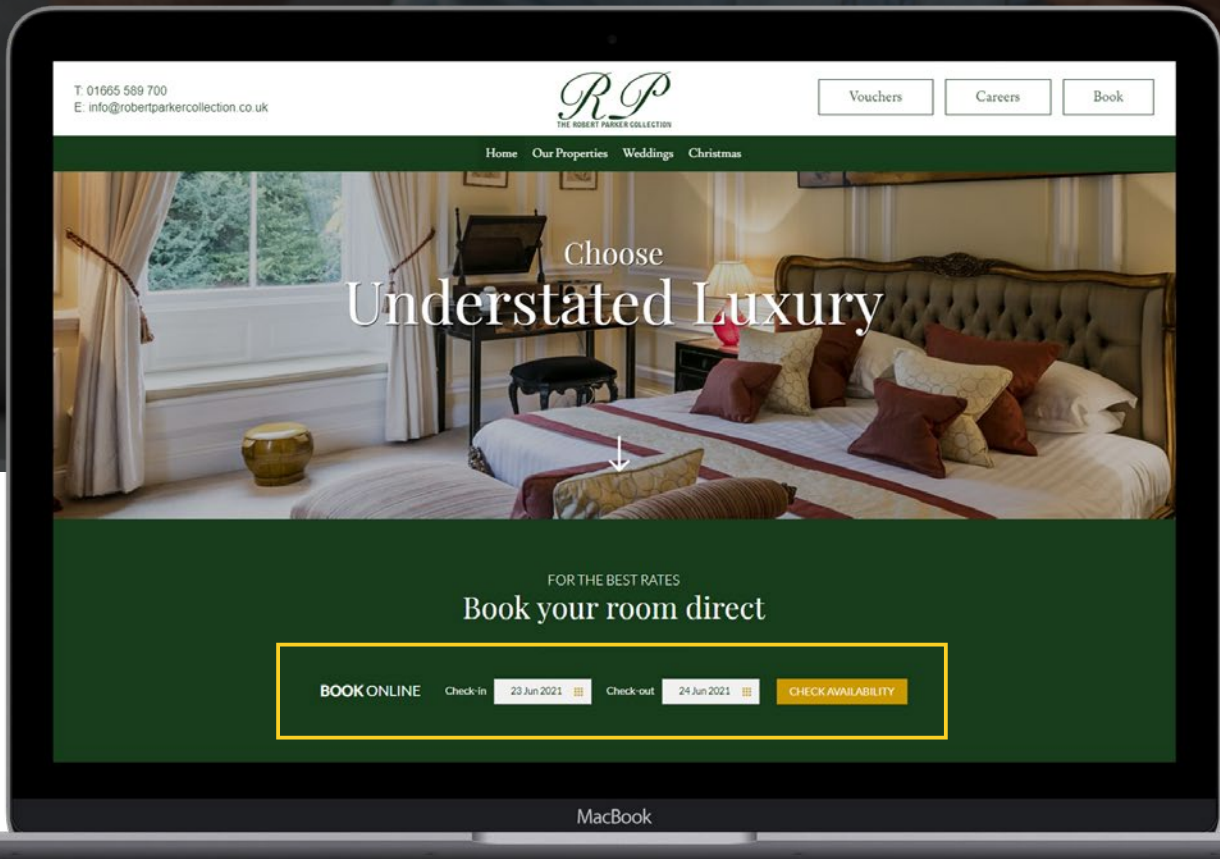 T: 01665 589 700
E: info@robertparkercollection.co.uk
RP
THE ROBERT PARKER COLLECTION
Vouchers
Careers
Book
Home Our Properties Weddings Christmas
Choose
Understated Luxury
FOR THE BEST RATES
Book your room direct
BOOK ONLINE Check-in 23 Jun 2021 Check-out 24 Jun 2021 CHECK AVAILABILITY
MacBook